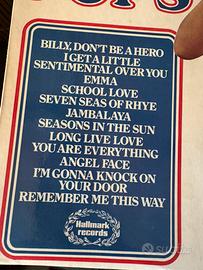 BILLY, DON'T BE A HERO
I GET A LITTLE
SENTIMENTAL OVER YOU
EMMA
SCHOOL LOVE
SEVEN SEAS OF RHYE
JAMBALAYA
SEASONS IN THE SUN
LONG LIVE LOVE
YOU ARE EVERYTHING
ANGEL FACE
I'M GONNA KNOCK ON
YOUR DOOR
REMEMBER ME THIS WAY
Hallmark
records